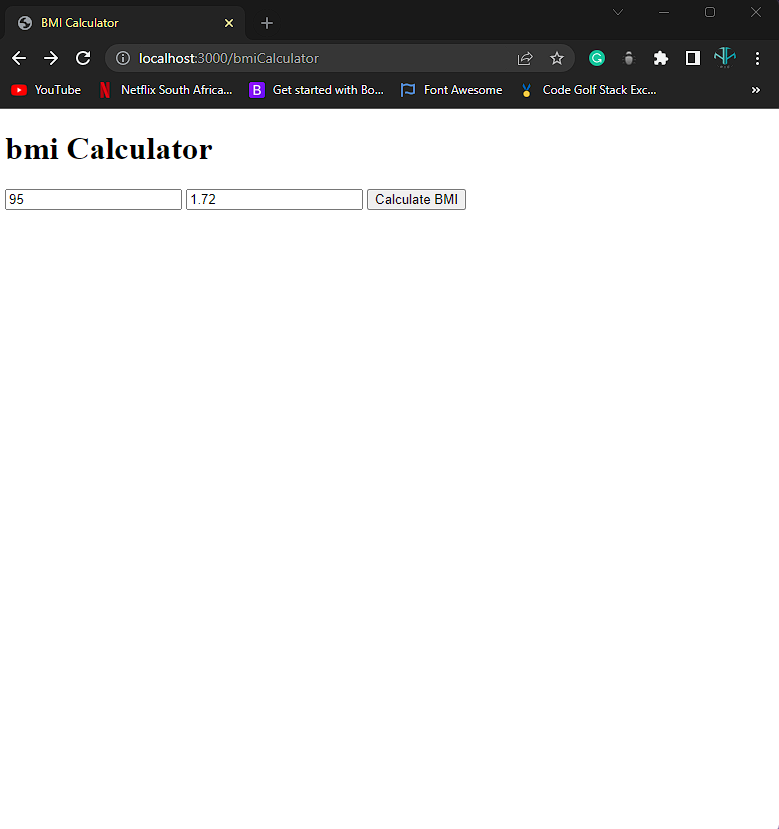 BMI Calculator
localhost:3000/bmiCalculator
YouTube Netflix South Africa... B Get started with Bo... Font Awesome Code Golf Stack Exc... »
bmi Calculator
95 1.72 Calculate BMI